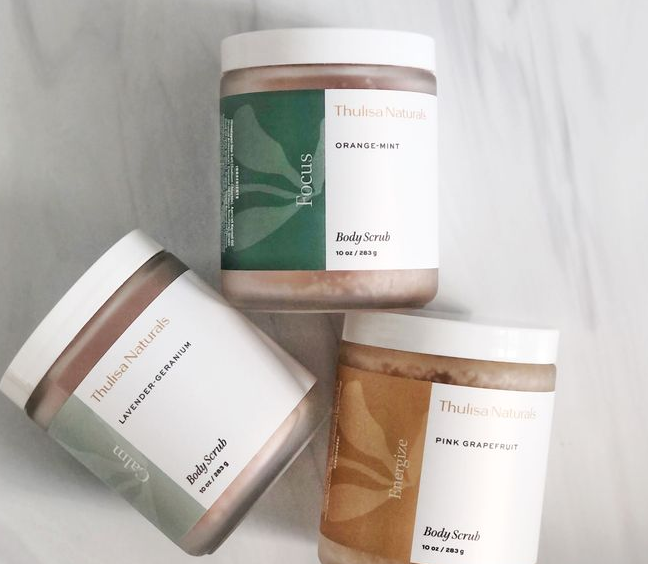 Thulisa Naturals
ORANGE-MINT
Focus
INGREDIENTS
Body Scrub
10 oz / 283 g
Thulisa Naturals
LAVENDER-GERANIUM
Calm
Body Scrub
10 oz / 283 g
Thulisa Naturals
PINK GRAPEFRUIT
Energize
Body Scrub
10 oz / 283 g